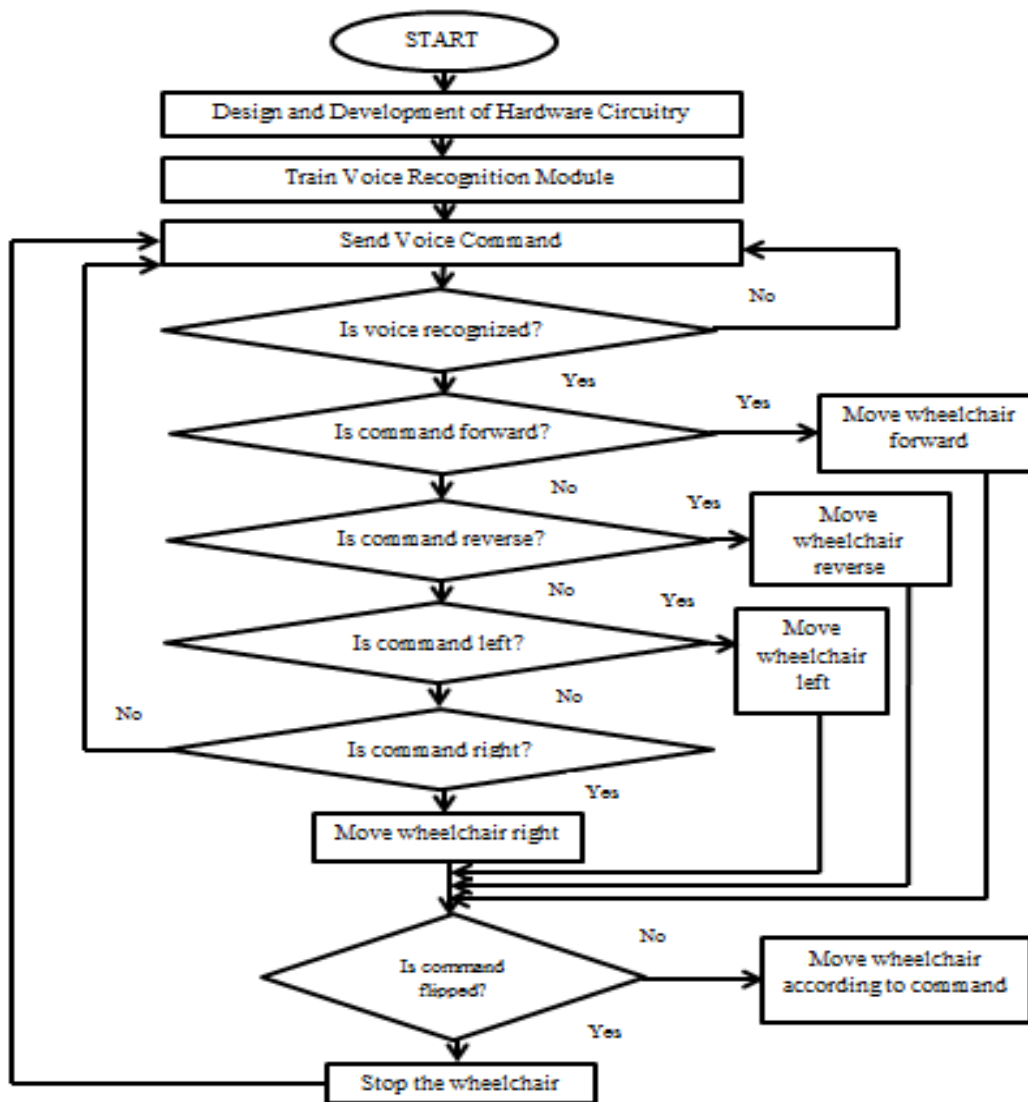 START
Design and Development of Hardware Circuitry
Train Voice Recognition Module
Send Voice Command
No
Is voice recognized?
Yes
Yes
Move wheelchair
forward
Is command forward?
No
Yes
Move
wheelchair
reverse
Is command reverse?
No
Yes
Move
wheelchair
left
Is command left?
No
No
Is command right?
Yes
Move wheelchair right
No
Move wheelchair
according to command
Is command
flipped?
Yes
Stop the wheelchair